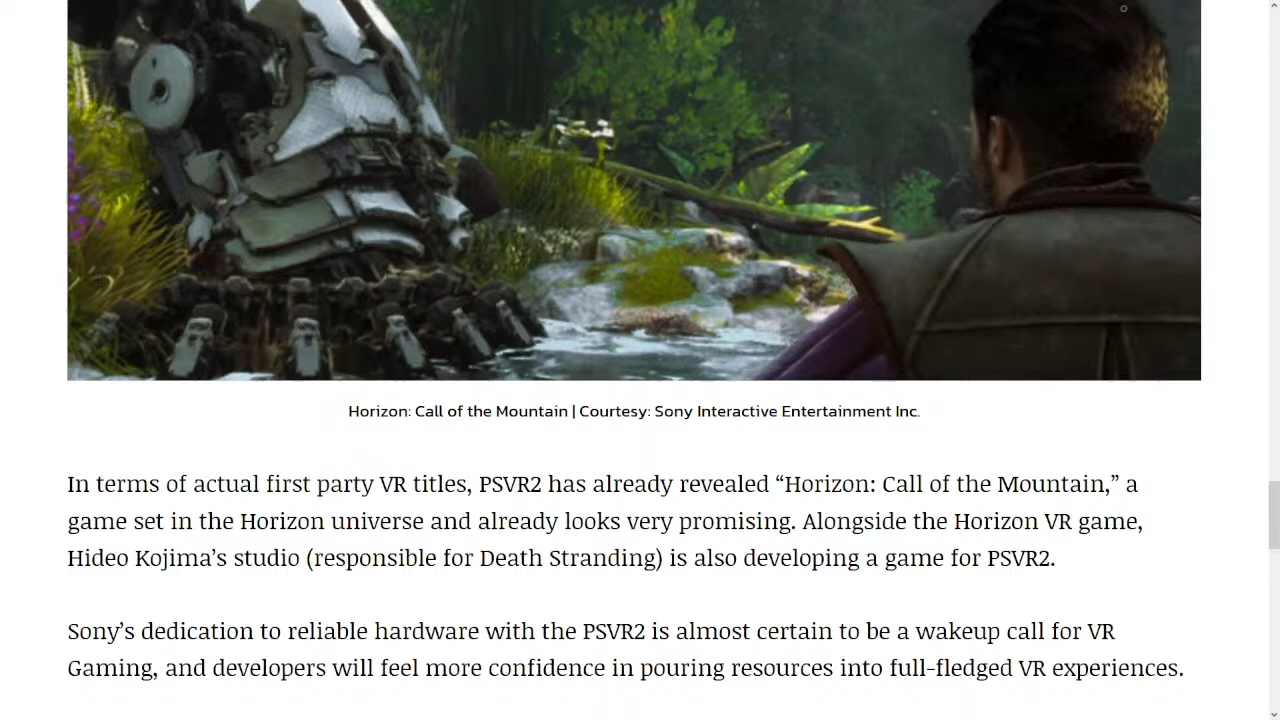 Horizon: Call of the Mountain | Courtesy: Sony Interactive Entertainment Inc.
In terms of actual first party VR titles, PSVR2 has already revealed “Horizon: Call of the Mountain,” a
game set in the Horizon universe and already looks very promising. Alongside the Horizon VR game,
Hideo Kojima’s studio (responsible for Death Stranding) is also developing a game for PSVR2.
Sony’s dedication to reliable hardware with the PSVR2 is almost certain to be a wakeup call for VR
Gaming, and developers will feel more confidence in pouring resources into full-fledged VR experiences.